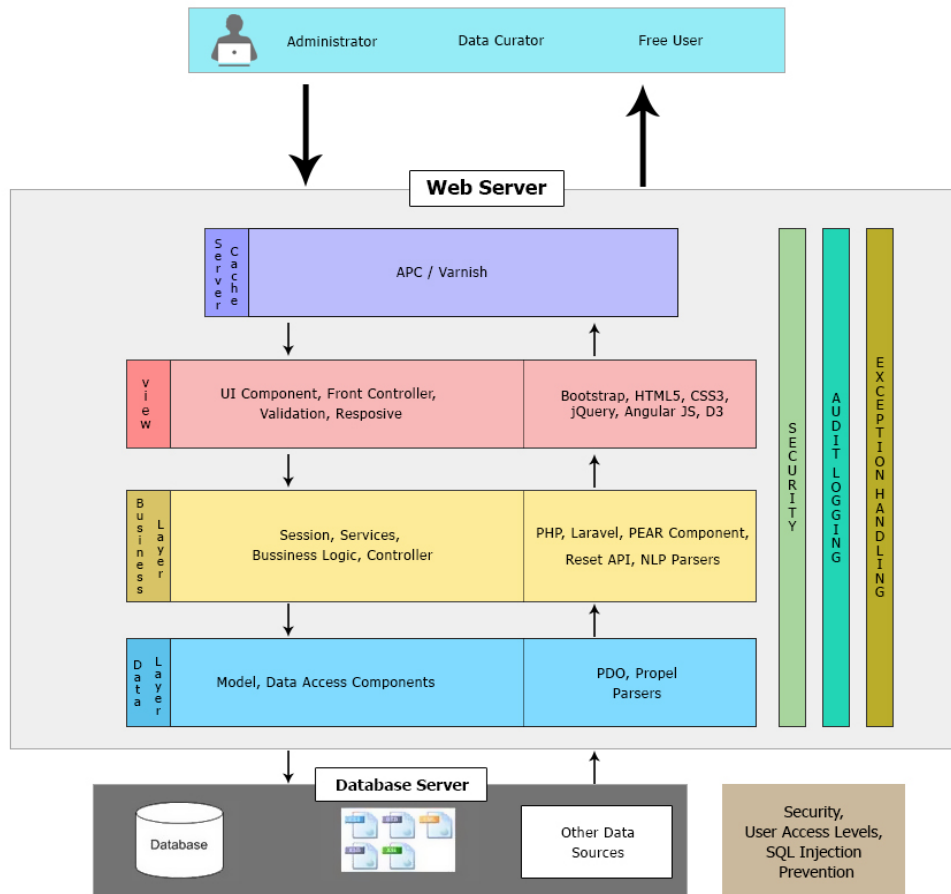 Administrator
Data Curator
Free User
Web Server
Server
Cache
APC / Varnish
view
UI Component, Front Controller,
Validation, Resposive
Bootstrap, HTML5, CSS3,
jQuery, Angular JS, D3
Business
Layer
Session, Services,
Bussiness Logic, Controller
PHP, Laravel, PEAR Component,
Reset API, NLP Parsers
Data
Layer
Model, Data Access Components
PDO, Propel
Parsers
SECURITY
AUDIT LOGGING
EXCEPTION HANDLING
Database Server
Database
Other Data
Sources
Security,
User Access Levels,
SQL Injection
Prevention